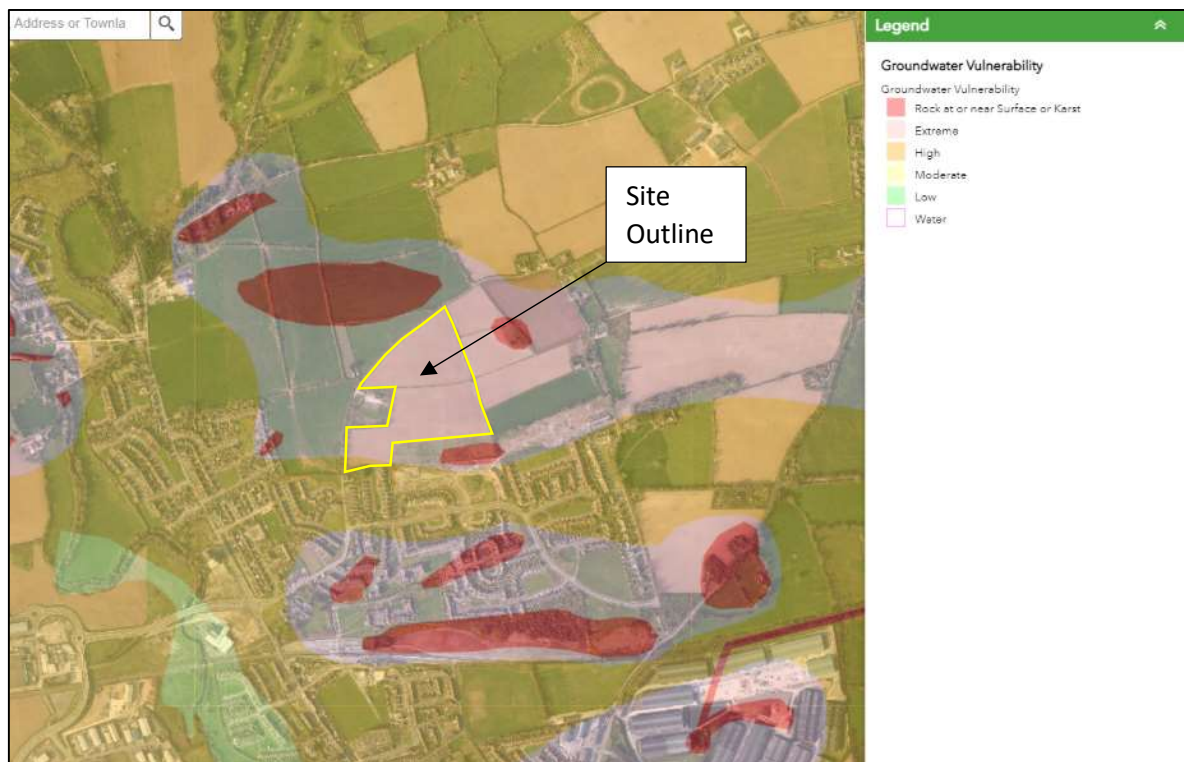 Address or Townla
Legend
Groundwater Vulnerability
Groundwater Vulnerability
Rock at or near Surface or Karst
Extreme
High
Moderate
Low
Water
Site
Outline